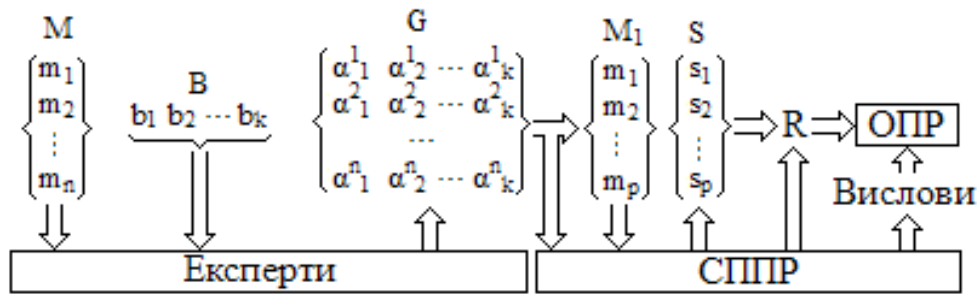 M B G M₁ S
m₁ α¹₁ α¹₂ ⋯ α¹ₖ m₁ s₁
m₂ b₁ b₂ ⋯ bₖ α²₁ α²₂ ⋯ α²ₖ m₂ s₂ R ОПР
⋮ ... ⋮ ⋮
mₙ αⁿ₁ αⁿ₂ ⋯ αⁿₖ mₚ sₚ Вислови
Експерти СППР